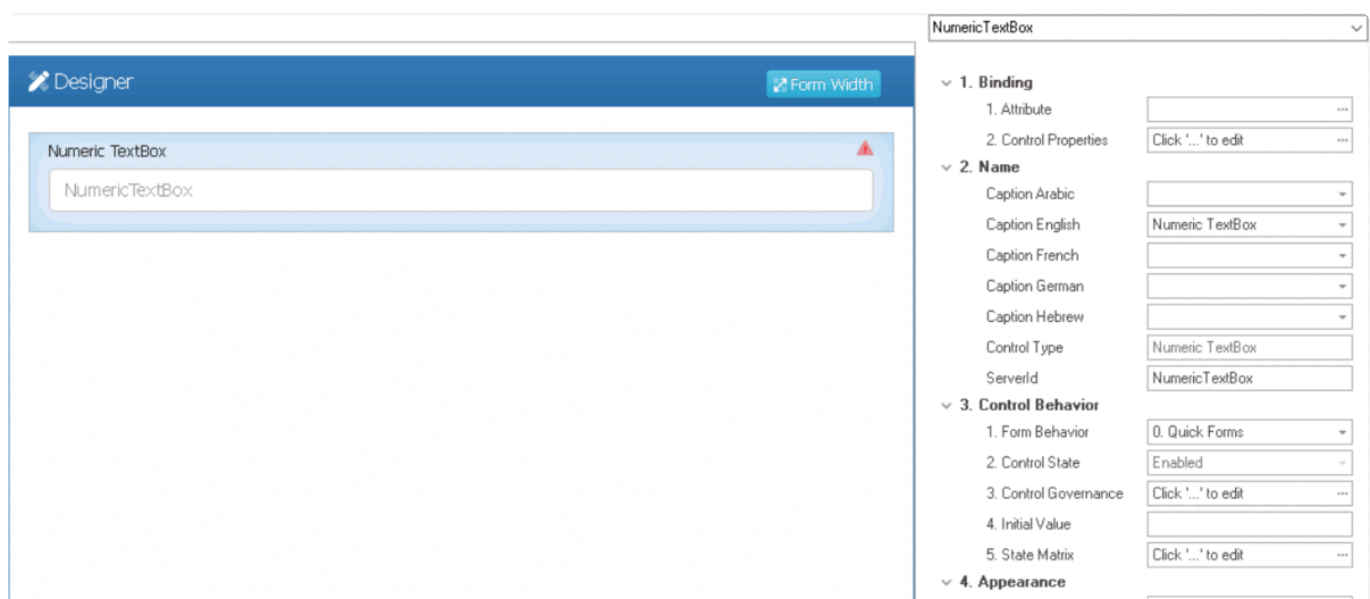 NumericTextBox
Designer
Form Width
Numeric TextBox
NumericTextBox
1. Binding
1. Attribute ...
2. Control Properties Click '...' to edit ...
2. Name
Caption Arabic
Caption English Numeric TextBox
Caption French
Caption German
Caption Hebrew
Control Type Numeric TextBox
ServerId NumericTextBox
3. Control Behavior
1. Form Behavior 0. Quick Forms
2. Control State Enabled
3. Control Governance Click '...' to edit ...
4. Initial Value
5. State Matrix Click '...' to edit ...
4. Appearance